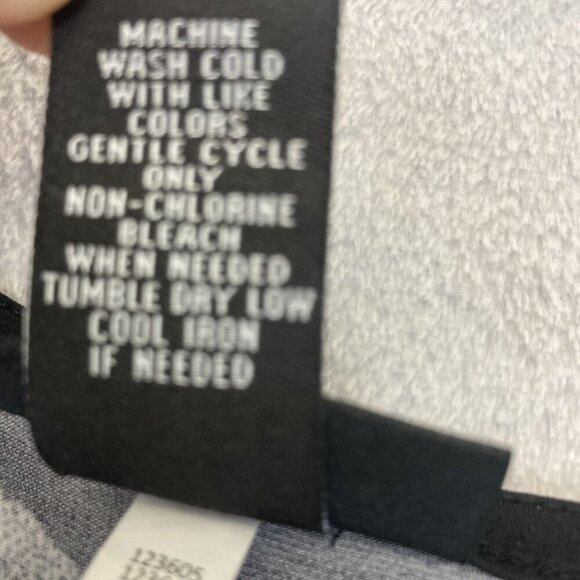 MACHINE
WASH COLD
WITH LIKE
COLORS
GENTLE CYCLE
ONLY
NON-CHLORINE
BLEACH
WHEN NEEDED
TUMBLE DRY LOW
COOL IRON
IF NEEDED
123605